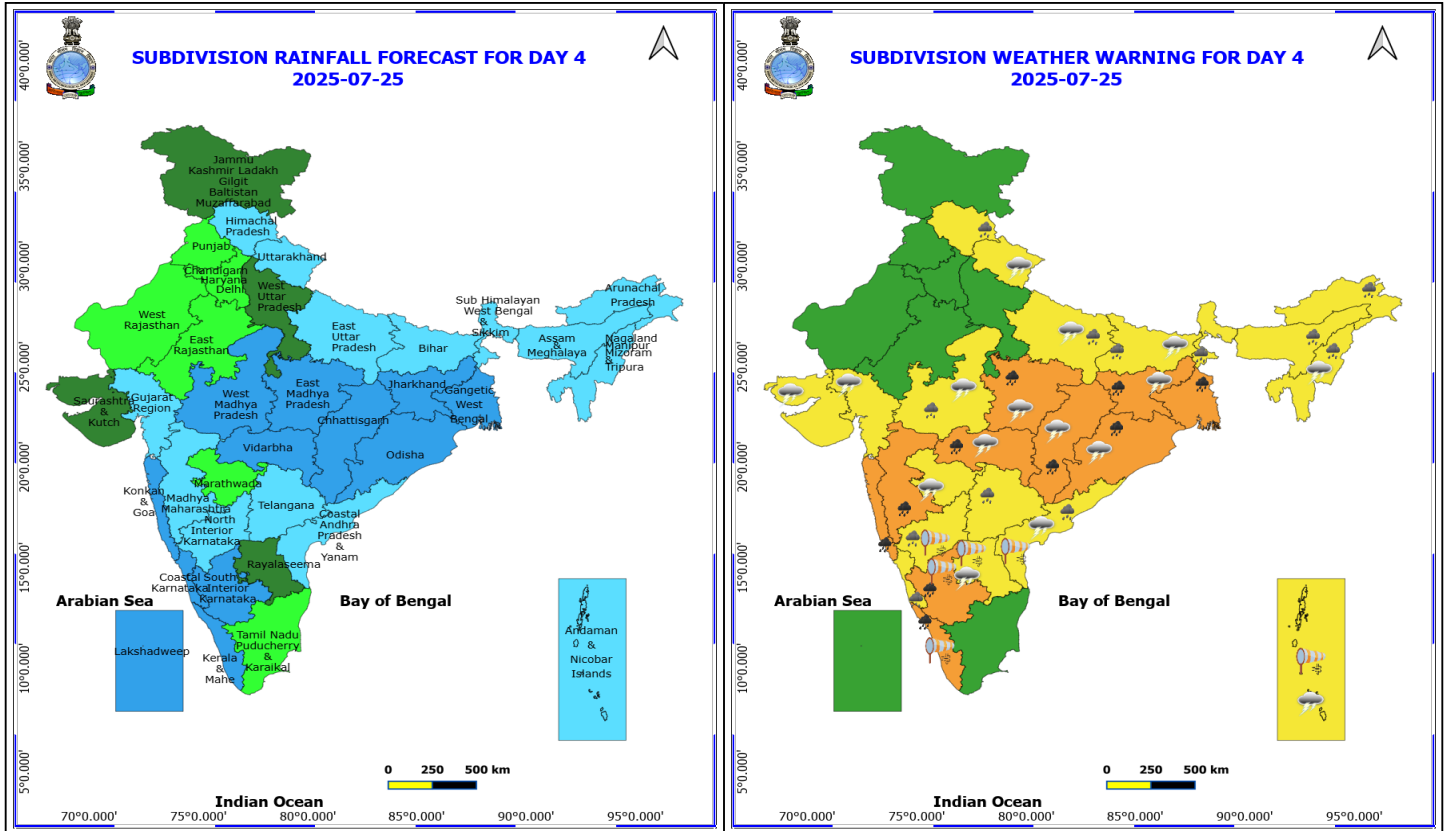 SUBDIVISION RAINFALL FORECAST FOR DAY 4
2025-07-25
40°0.000'
35°0.000'
30°0.000'
25°0.000'
20°0.000'
15°0.000'
10°0.000'
5°0.000'
Jammu
Kashmir Ladakh
Gilgit
Baltistan
Muzaffarabad
Himachal
Pradesh
Punjab
Uttarakhand
Chandigarh
Haryana
Delhi
West
Uttar
Pradesh
West
Rajasthan
East
Rajasthan
East
Uttar
Pradesh
Bihar
Sub Himalayan
West Bengal
&
Sikkim
Arunachal
Pradesh
Assam
&
Meghalaya
Nagaland
Manipur
Mizoram
&
Tripura
Saurashtra
&
Kutch
Gujarat
Region
West
Madhya
Pradesh
East
Madhya
Pradesh
Jharkhand
Gangetic
West
Bengal
Chhattisgarh
Vidarbha
Odisha
Konkan
&
Goa
Madhya
Maharashtra
Marathwada
North
Interior
Karnataka
Telangana
Coastal
Andhra
Pradesh
&
Yanam
Rayalaseema
Coastal
Karnataka
South
Interior
Karnataka
Arabian Sea
Bay of Bengal
Lakshadweep
Kerala
&
Mahe
Tamil Nadu
Puducherry
&
Karaikal
Andaman
&
Nicobar
Islands
0 250 500 km
Indian Ocean
70°0.000' 75°0.000' 80°0.000' 85°0.000' 90°0.000' 95°0.000'
SUBDIVISION WEATHER WARNING FOR DAY 4
2025-07-25
40°0.000'
35°0.000'
30°0.000'
25°0.000'
20°0.000'
15°0.000'
10°0.000'
5°0.000'
Arabian Sea
Bay of Bengal
0 250 500 km
Indian Ocean
70°0.000' 75°0.000' 80°0.000' 85°0.000' 90°0.000' 95°0.000'